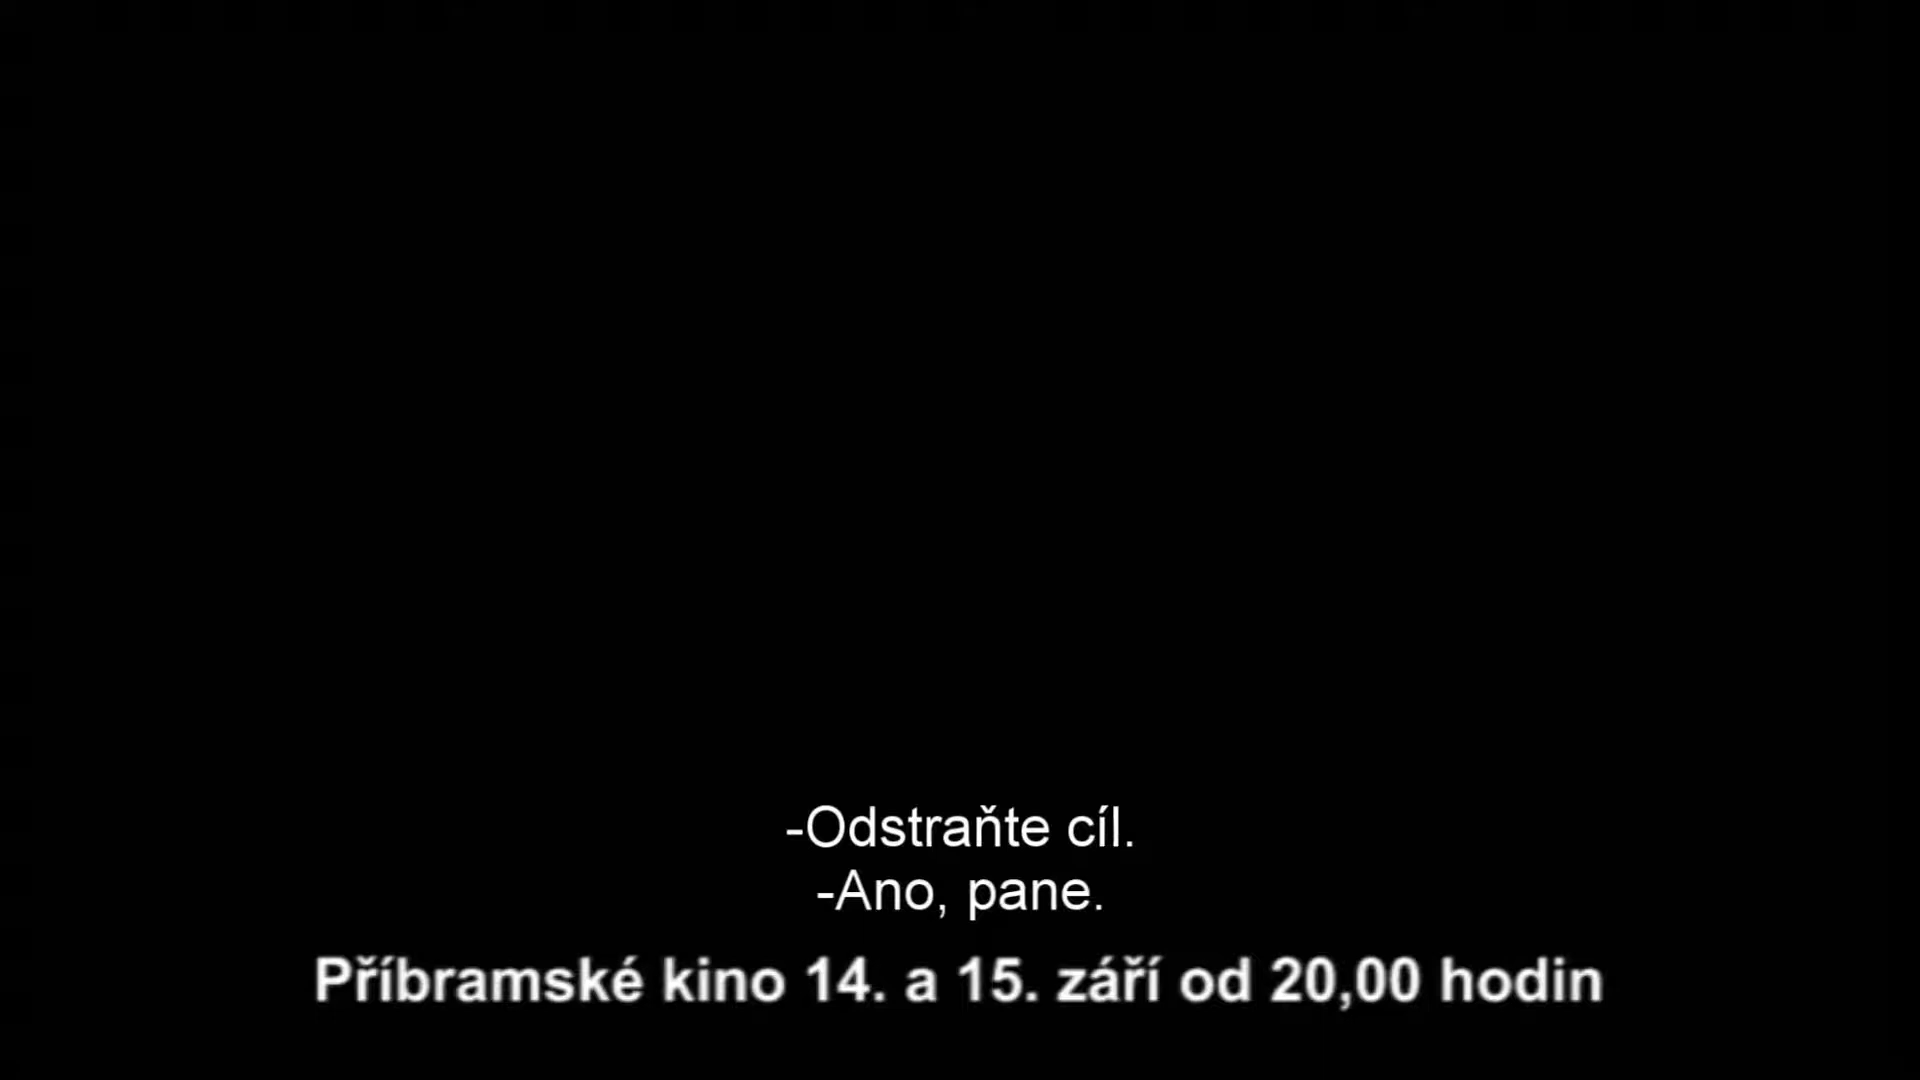 -Odstraňte cíl.
-Ano, pane.
Příbramské kino 14. a 15. září od 20,00 hodin